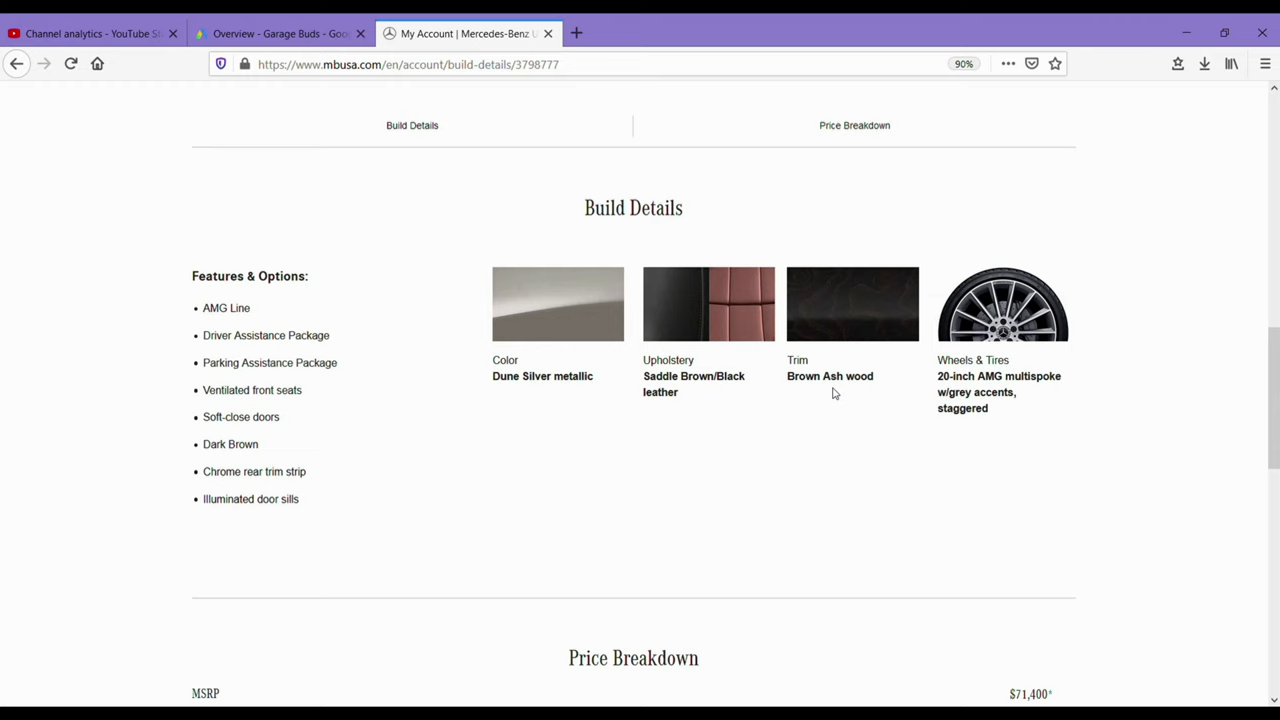 Channel analytics - YouTube St
Overview - Garage Buds - Goo
My Account | Mercedes-Benz U
https://www.mbusa.com/en/account/build-details/3798777
90%
Build Details
Price Breakdown
Build Details
Features & Options:
• AMG Line
• Driver Assistance Package
• Parking Assistance Package
• Ventilated front seats
• Soft-close doors
• Dark Brown
• Chrome rear trim strip
• Illuminated door sills
Color
Dune Silver metallic
Upholstery
Saddle Brown/Black
leather
Trim
Brown Ash wood
Wheels & Tires
20-inch AMG multispoke
w/grey accents,
staggered
Price Breakdown
MSRP
$71,400*